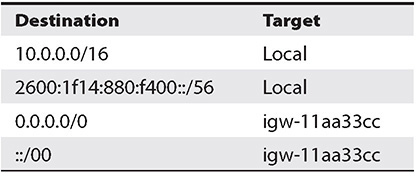 Destination Target
10.0.0.0/16 Local
2600:1f14:880:f400::/56 Local
0.0.0.0/0 igw-11aa33cc
::/00 igw-11aa33cc